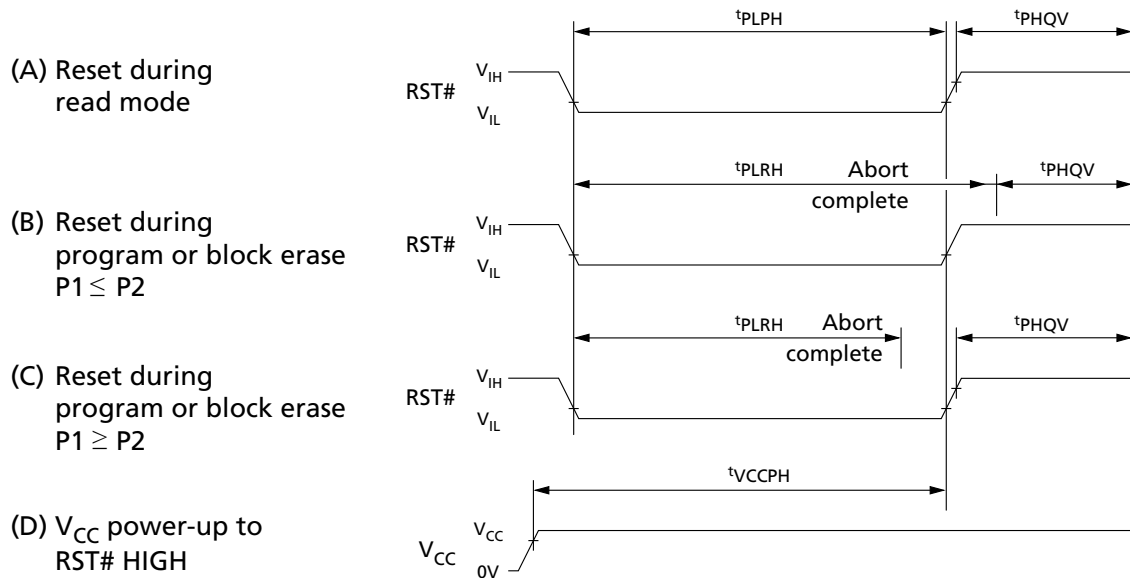 tPLPH
tPHQV
(A) Reset during
read mode
RST#
VIH
VIL
tPLRH
Abort
complete
tPHQV
(B) Reset during
program or block erase
P1 ≤ P2
RST#
VIH
VIL
tPLRH
Abort
complete
tPHQV
(C) Reset during
program or block erase
P1 ≥ P2
RST#
VIH
VIL
tVCCPH
(D) VCC power-up to
RST# HIGH
VCC
VCC
0V